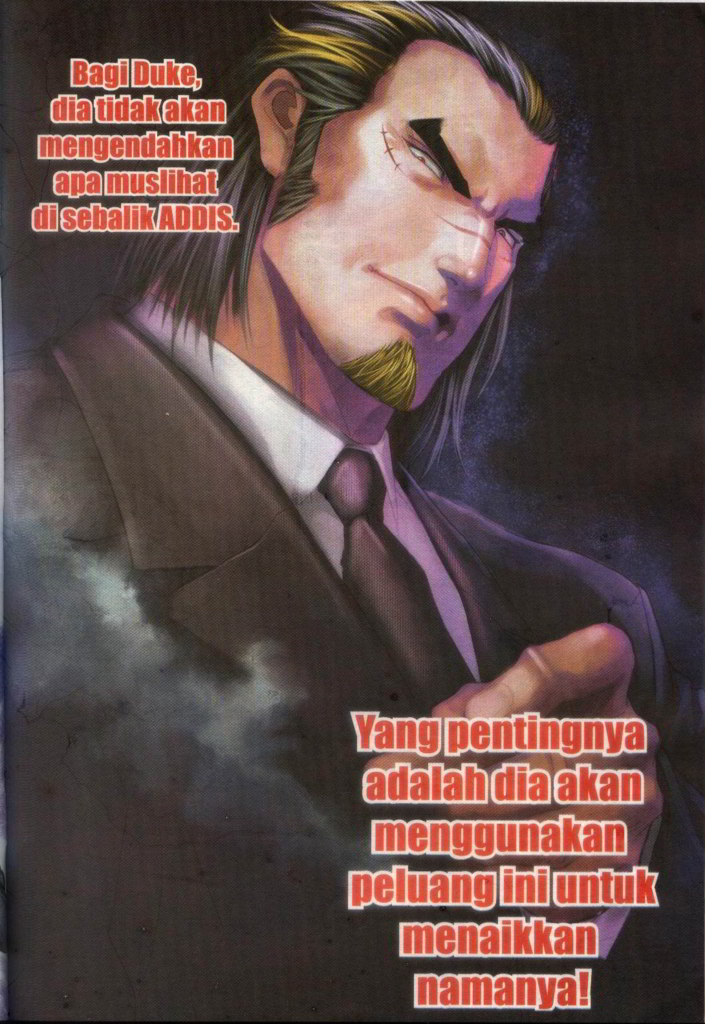 Bagi Duke,
dia tidak akan
mengendahkan
apa muslihat
di sebalik ADDIS.
Yang pentingnya
adalah dia akan
menggunakan
peluang ini untuk
menaikkan
namanya!